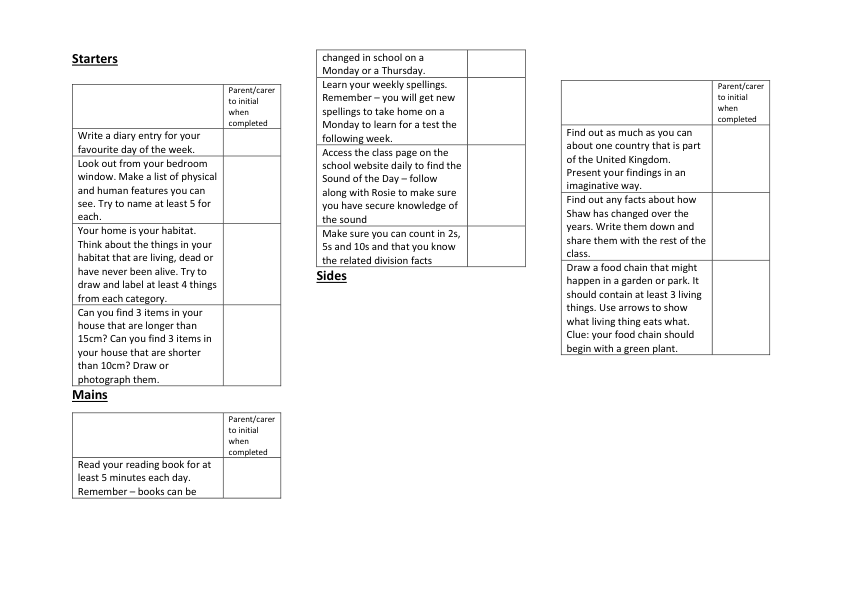 Starters
Parent/carer
to initial
when
completed
Write a diary entry for your
favourite day of the week.
Look out from your bedroom
window. Make a list of physical
and human features you can
see. Try to name at least 5 for
each.
Your home is your habitat.
Think about the things in your
habitat that are living, dead or
have never been alive. Try to
draw and label at least 4 things
from each category.
Can you find 3 items in your
house that are longer than
15cm? Can you find 3 items in
your house that are shorter
than 10cm? Draw or
photograph them.
Mains
Parent/carer
to initial
when
completed
Read your reading book for at
least 5 minutes each day.
Remember – books can be
changed in school on a
Monday or a Thursday.
Learn your weekly spellings.
Remember – you will get new
spellings to take home on a
Monday to learn for a test the
following week.
Access the class page on the
school website daily to find the
Sound of the Day – follow
along with Rosie to make sure
you have secure knowledge of
the sound
Make sure you can count in 2s,
5s and 10s and that you know
the related division facts
Sides
Parent/carer
to initial
when
completed
Find out as much as you can
about one country that is part
of the United Kingdom.
Present your findings in an
imaginative way.
Find out any facts about how
Shaw has changed over the
years. Write them down and
share them with the rest of the
class.
Draw a food chain that might
happen in a garden or park. It
should contain at least 3 living
things. Use arrows to show
what living thing eats what.
Clue: your food chain should
begin with a green plant.